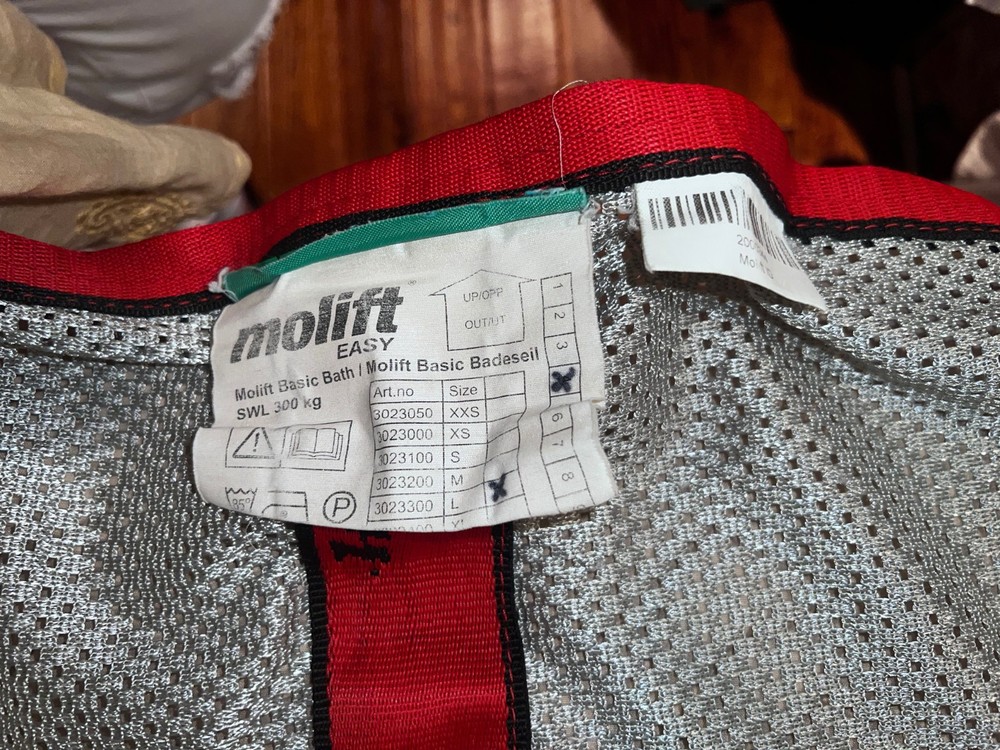 molift®
EASY
UP/OPP
OUT/UT
Molift Basic Bath / Molift Basic Badeseil
SWL 300 kg
Art.no Size
3023050 XXS
3023000 XS
3023100 S
3023200 M X
3023300 L
85°
P
1
2
3
X
6
7
8